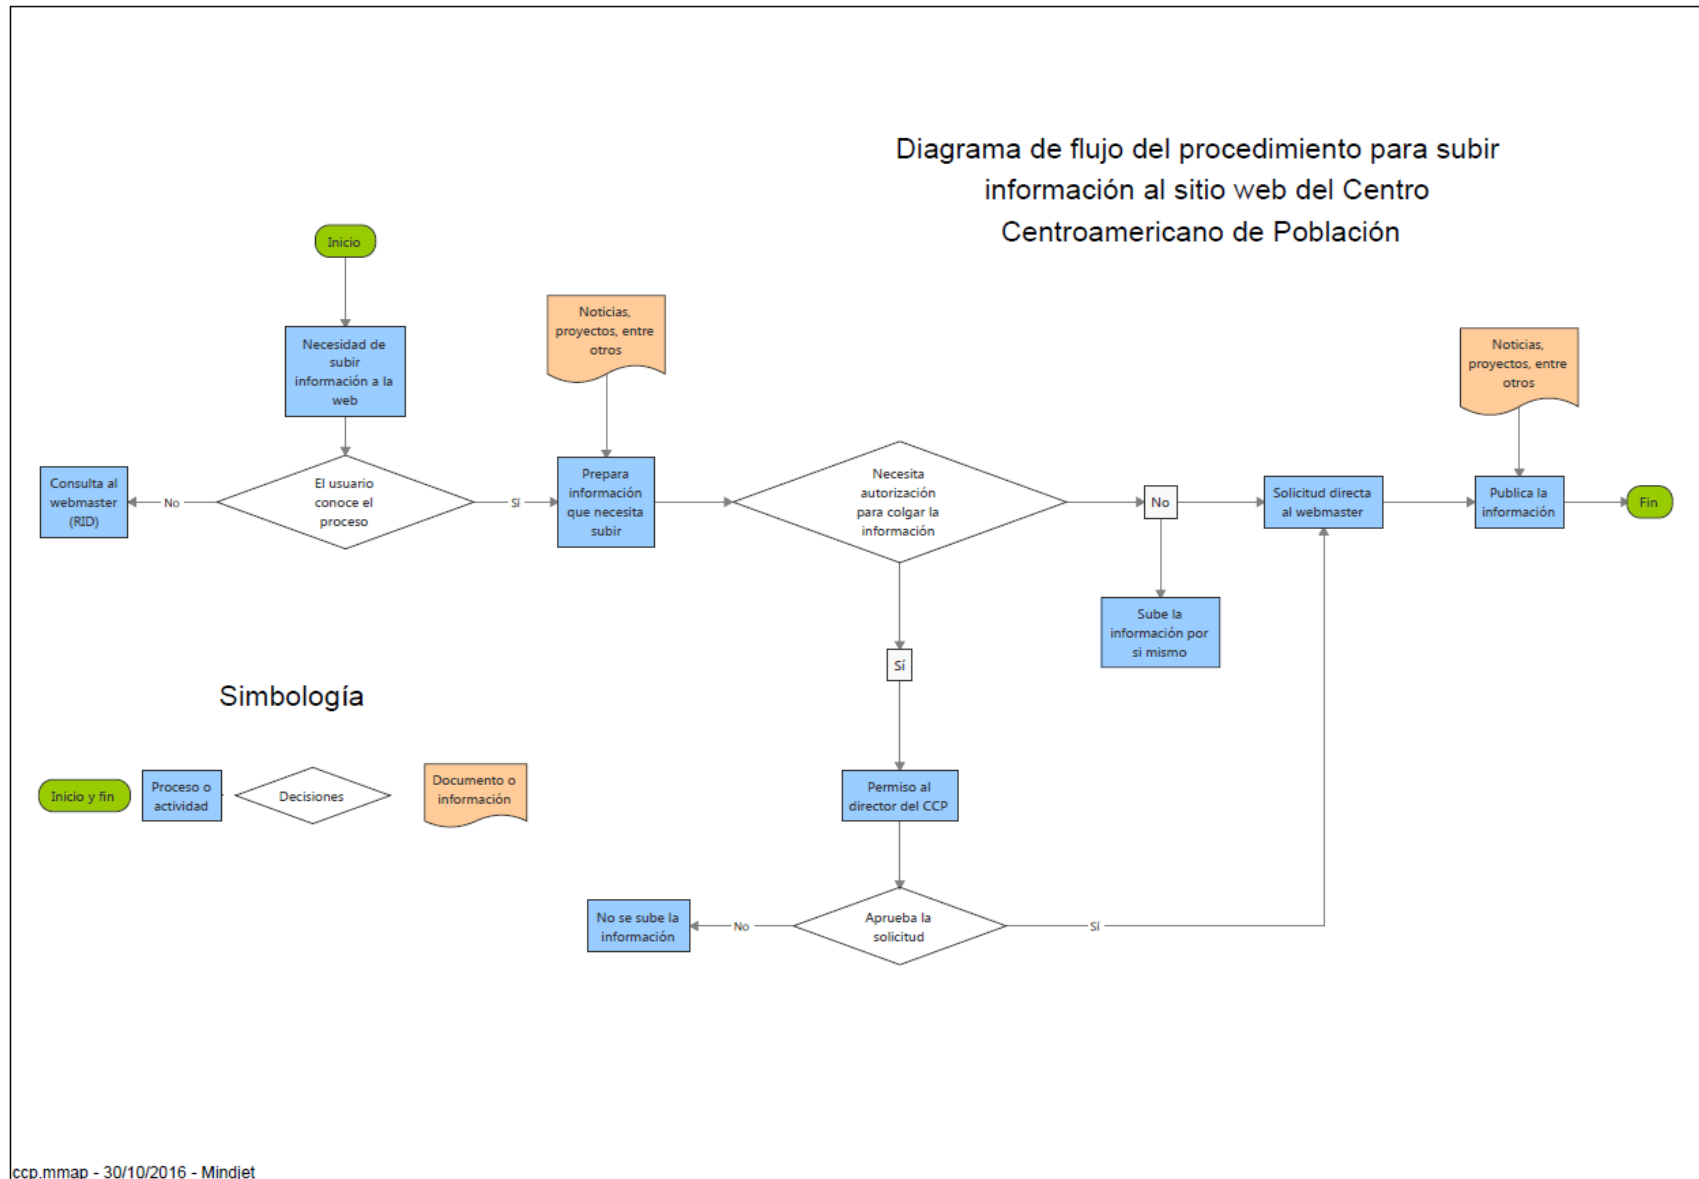 Diagrama de flujo del procedimiento para subir
información al sitio web del Centro
Centroamericano de Población
Inicio
Necesidad de
subir
información a la
web
El usuario
conoce el
proceso
No
Consulta al
webmaster
(RID)
Sí
Noticias,
proyectos, entre
otros
Prepara
información
que necesita
subir
Necesita
autorización
para colgar la
información
No
Sube la
información por
si mismo
Solicitud directa
al webmaster
Noticias,
proyectos, entre
otros
Publica la
información
Fin
Sí
Permiso al
director del CCP
Aprueba la
solicitud
No
No se sube la
información
Sí
Simbología
Inicio y fin
Proceso o
actividad
Decisiones
Documento o
información
ccp.mmap - 30/10/2016 - Mindjet